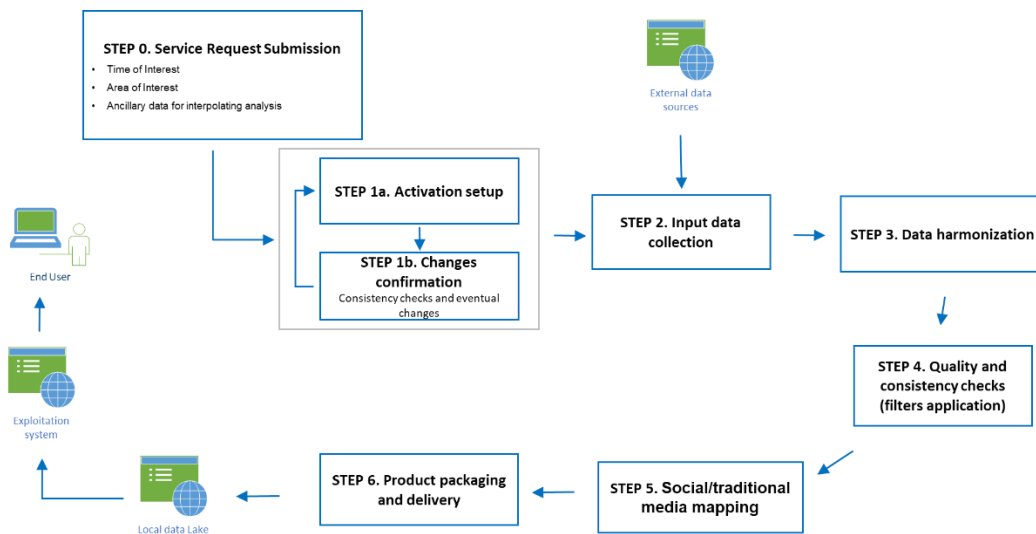 STEP 0. Service Request Submission
• Time of Interest
• Area of Interest
• Ancillary data for interpolating analysis
External data
sources
STEP 1a. Activation setup
STEP 1b. Changes
confirmation
Consistency checks and eventual
changes
STEP 2. Input data
collection
STEP 3. Data harmonization
STEP 4. Quality and
consistency checks
(filters application)
STEP 5. Social/traditional
media mapping
STEP 6. Product packaging
and delivery
Local data Lake
Exploitation
system
End User